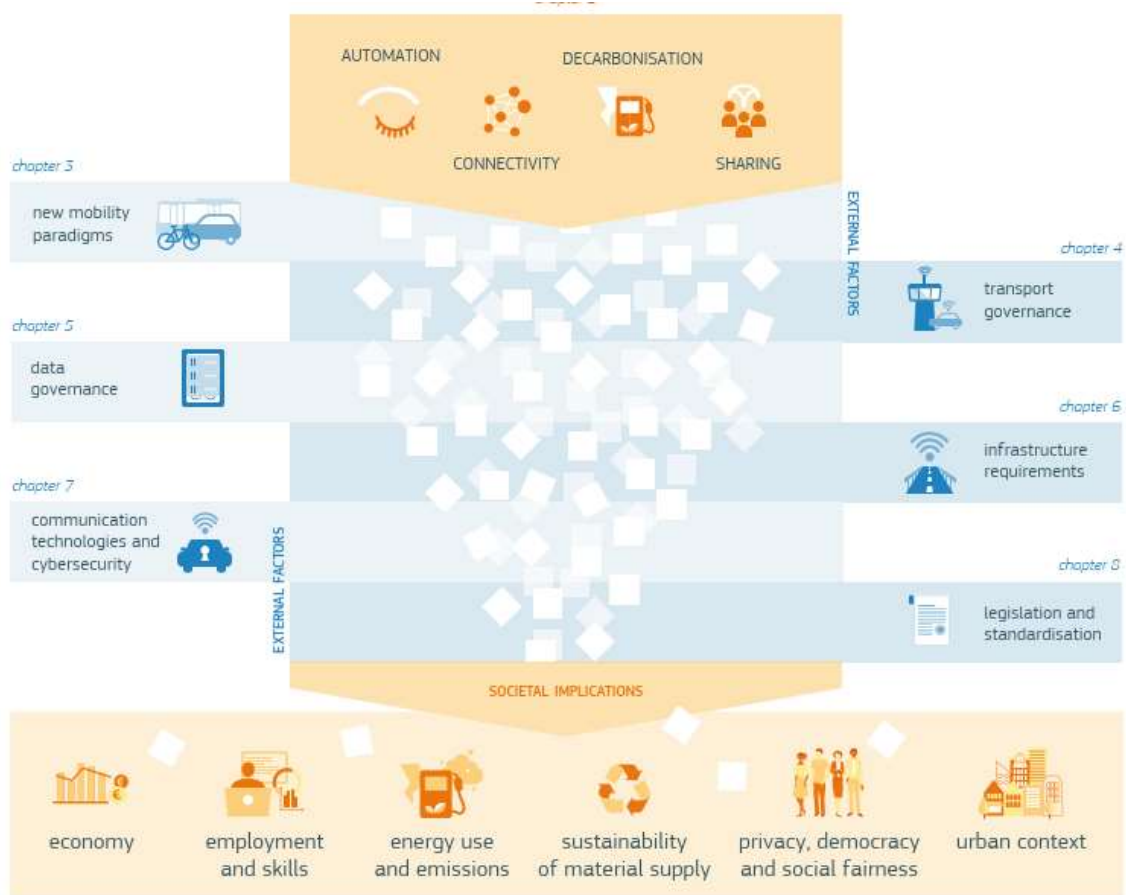 AUTOMATION
DECARBONISATION
CONNECTIVITY
SHARING
chapter 3
new mobility
paradigms
EXTERNAL FACTORS
chapter 4
transport
governance
chapter 5
data
governance
chapter 6
infrastructure
requirements
chapter 7
communication
technologies and
cybersecurity
EXTERNAL FACTORS
chapter 8
legislation and
standardisation
SOCIETAL IMPLICATIONS
economy
employment
and skills
energy use
and emissions
sustainability
of material supply
privacy, democracy
and social fairness
urban context